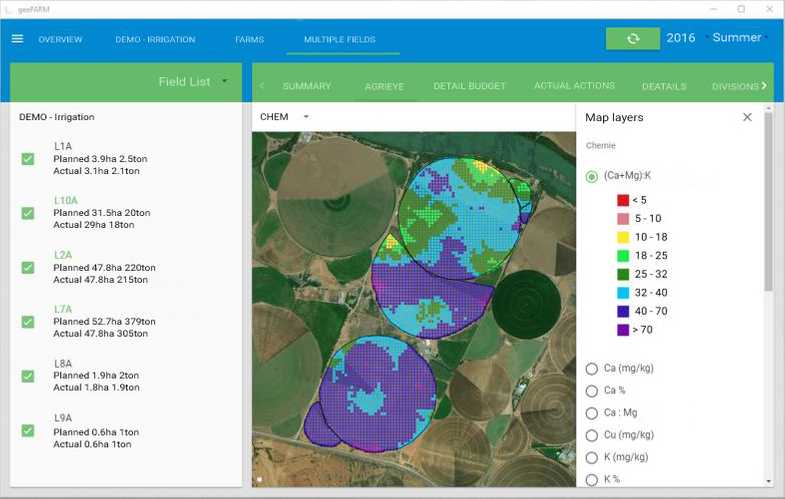 geeFARM
OVERVIEW
DEMO - IRRIGATION
FARMS
MULTIPLE FIELDS
2016
Summer
Field List
SUMMARY
AGRIEYE
DETAIL BUDGET
ACTUAL ACTIONS
DEATAILS
DIVISIONS
DEMO - Irrigation
CHEM
Map layers
L1A
Planned 3.9ha 2.5ton
Actual 3.1ha 2.1ton
L10A
Planned 31.5ha 20ton
Actual 29ha 18ton
L2A
Planned 47.8ha 220ton
Actual 47.8ha 215ton
L7A
Planned 52.7ha 379ton
Actual 47.8ha 305ton
L8A
Planned 1.9ha 2ton
Actual 1.8ha 1.9ton
L9A
Planned 0.6ha 1ton
Actual 0.6ha 1ton
Chemie
(Ca+Mg):K
< 5
5 - 10
10 - 18
18 - 25
25 - 32
32 - 40
40 - 70
> 70
Ca (mg/kg)
Ca %
Ca : Mg
Cu (mg/kg)
K (mg/kg)
K %